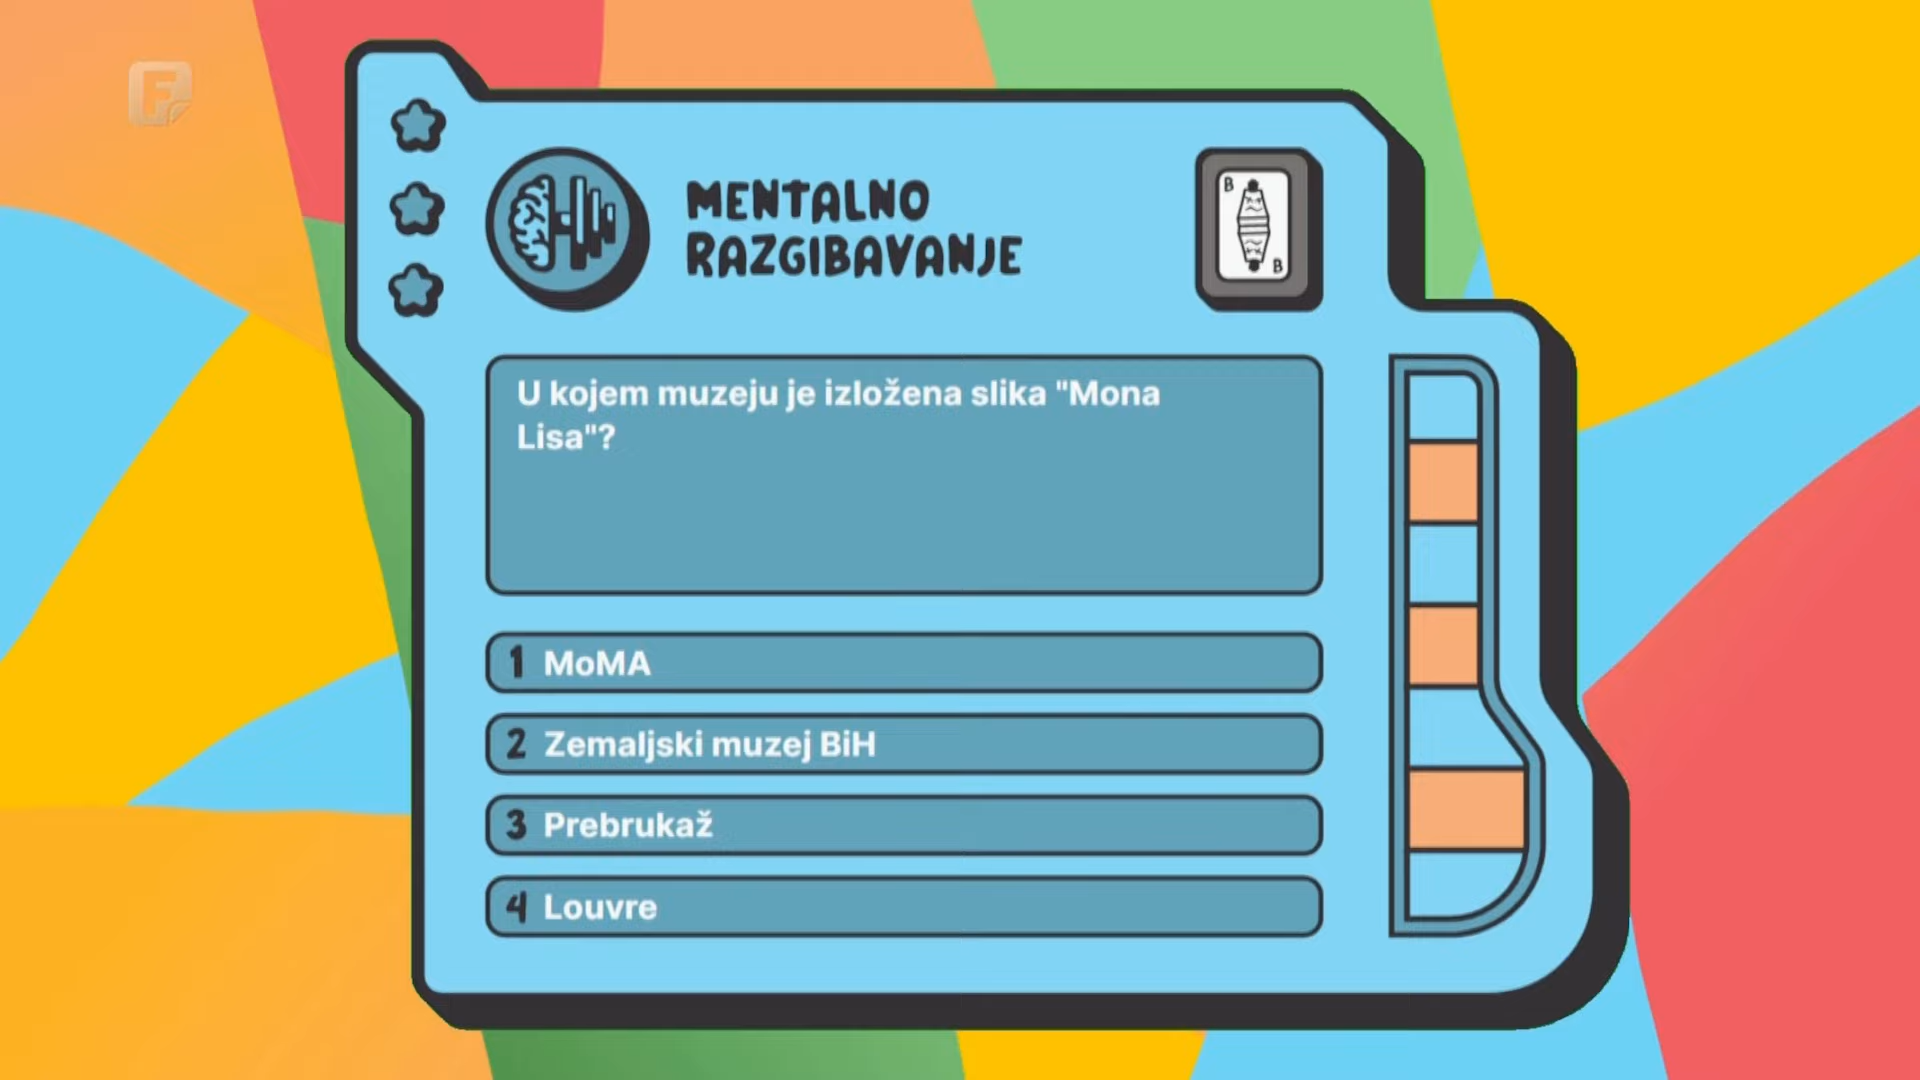 F
MENTALNO
RAZGIBAVANJE
B
B
U kojem muzeju je izložena slika "Mona
Lisa"?
1 MoMA
2 Zemaljski muzej BiH
3 Prebrukaž
4 Louvre